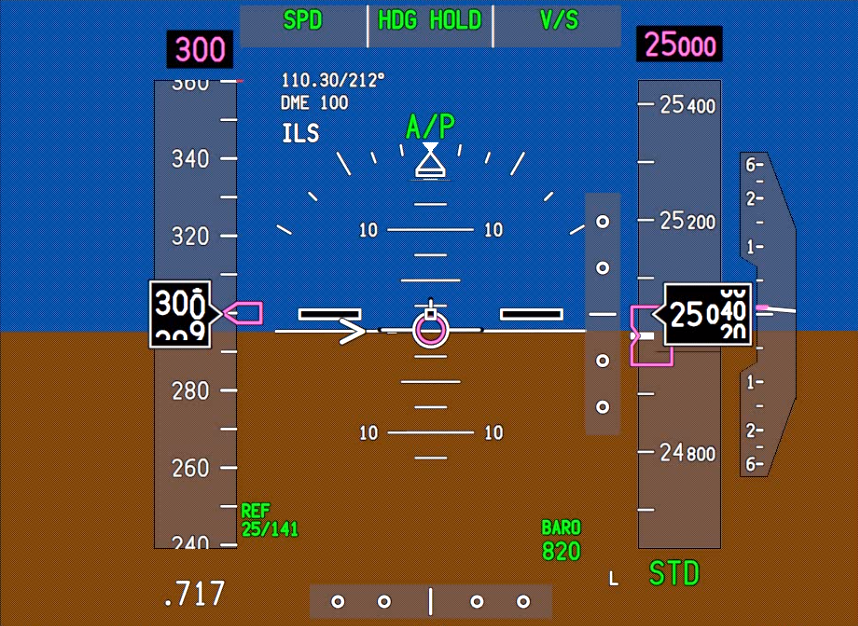 SPD HDG HOLD V/S
300 25000
360 110.30/212° 25400
DME 100
ILS A/P
340 6
2
10 10 25200
320 1
300 25040
299 20
280 1
10 10 2
260 24800 6
REF
25/141 BARO
240 820
.717 L STD